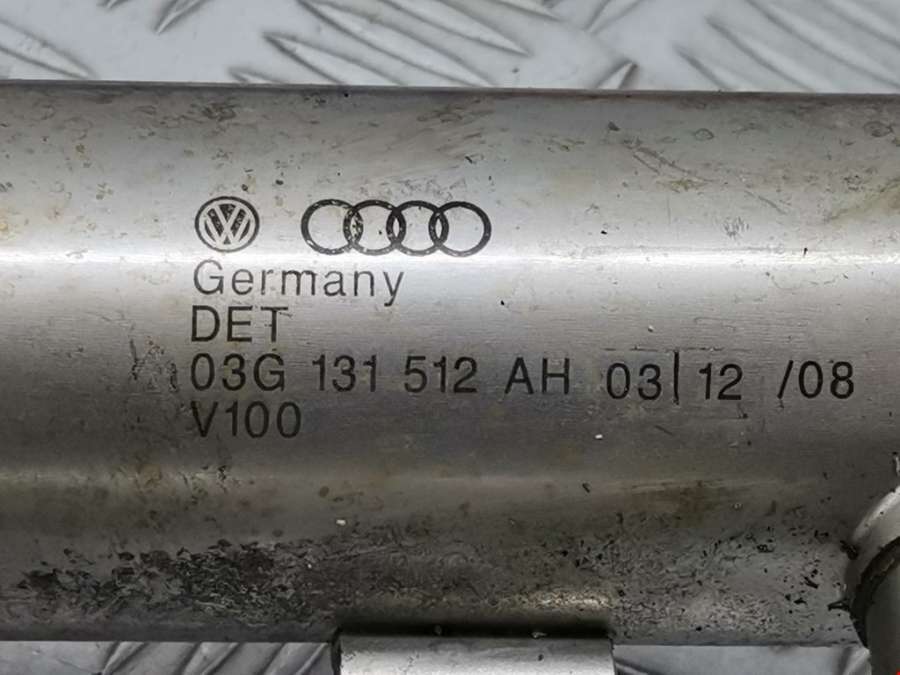 Germany
DET
03G 131 512 AH 03|12 /08
V100